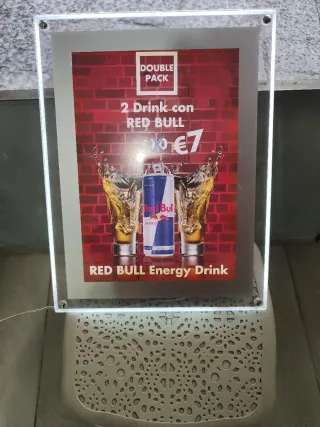 DOUBLE
PACK
2 Drink con
RED BULL
€7
Red Bull
RED BULL Energy Drink